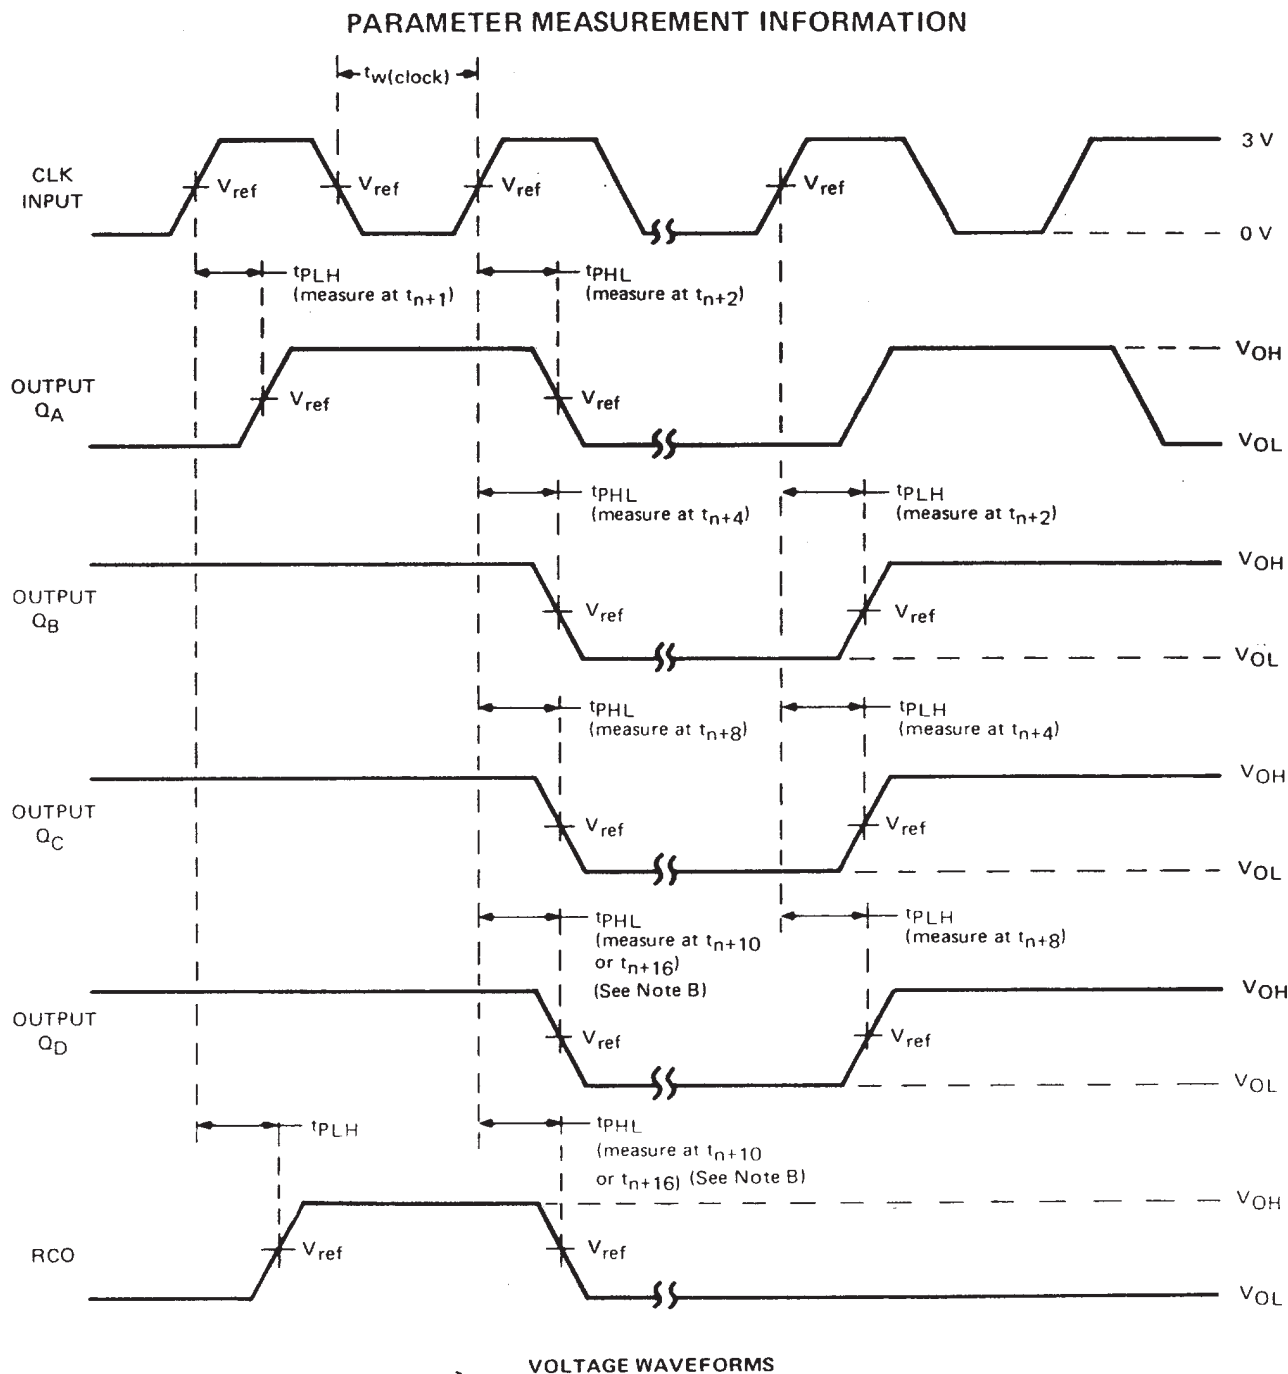 PARAMETER MEASUREMENT INFORMATION
tw(clock)
3 V
CLK
INPUT
Vref
Vref
Vref
Vref
0 V
tPLH
(measure at tn+1)
tPHL
(measure at tn+2)
VOH
OUTPUT
QA
Vref
Vref
VOL
tPHL
(measure at tn+4)
tPLH
(measure at tn+2)
VOH
OUTPUT
QB
Vref
Vref
VOL
tPHL
(measure at tn+8)
tPLH
(measure at tn+4)
VOH
OUTPUT
QC
Vref
Vref
VOL
tPHL
(measure at tn+10
or tn+16)
(See Note B)
tPLH
(measure at tn+8)
VOH
OUTPUT
QD
Vref
Vref
VOL
tPLH
tPHL
(measure at tn+10
or tn+16) (See Note B)
VOH
RCO
Vref
Vref
VOL
VOLTAGE WAVEFORMS